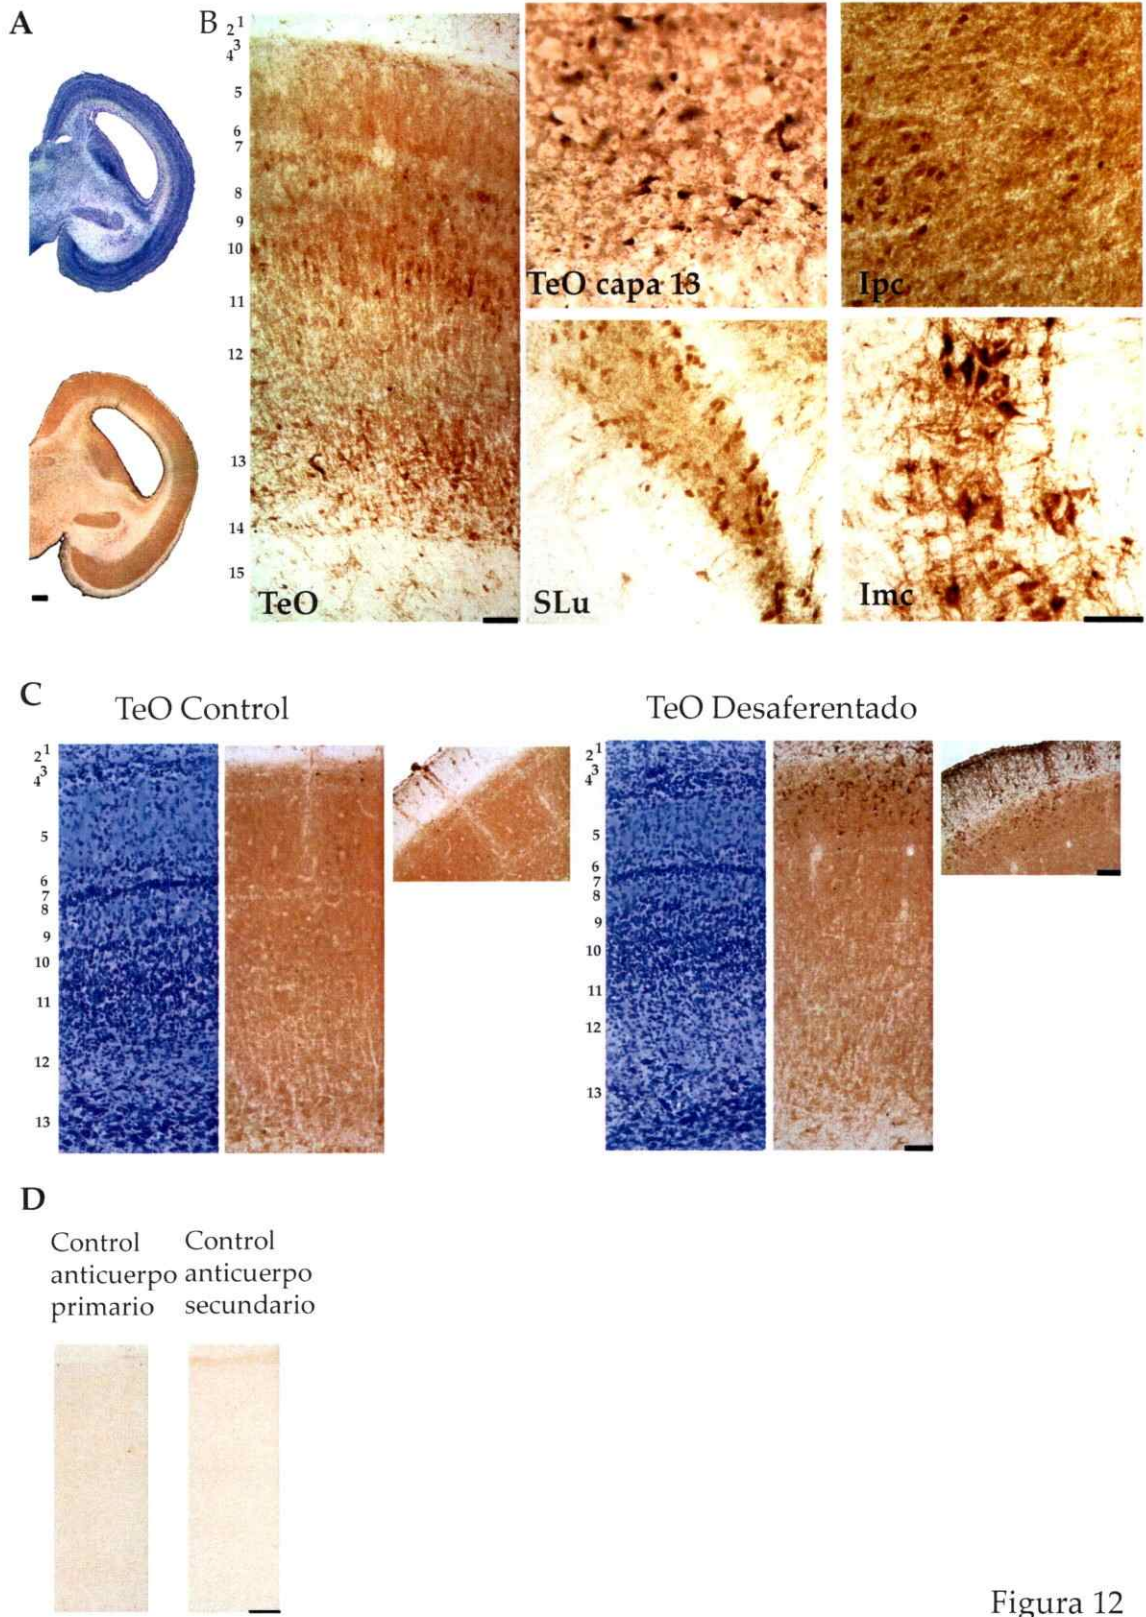 A
B
1
2
3
4
5
6
7
8
9
10
11
12
13
14
15
TeO
TeO capa 13
Ipc
SLu
Imc
C
TeO Control
1
2
3
4
5
6
7
8
9
10
11
12
13
TeO Desaferentado
1
2
3
4
5
6
7
8
9
10
11
12
13
D
Control
anticuerpo
primario
Control
anticuerpo
secundario
Figura 12